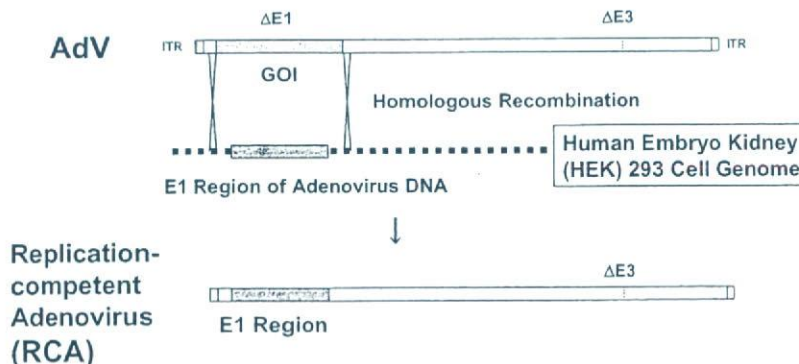 ΔE1
ΔE3
AdV
ITR
ITR
GOI
Homologous Recombination
Human Embryo Kidney
(HEK) 293 Cell Genome
E1 Region of Adenovirus DNA
↓
Replication-
competent
Adenovirus
(RCA)
ΔE3
E1 Region